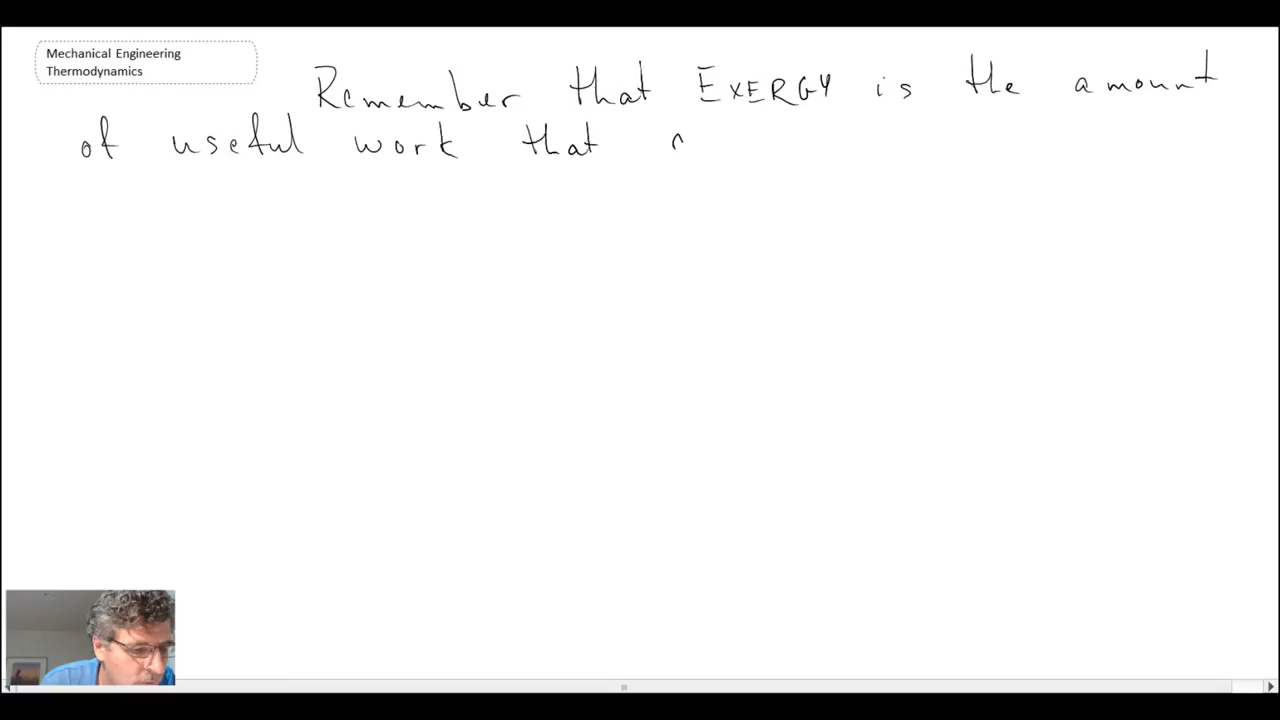 Mechanical Engineering
Thermodynamics
Remember that EXERGY is the amount
of useful work that